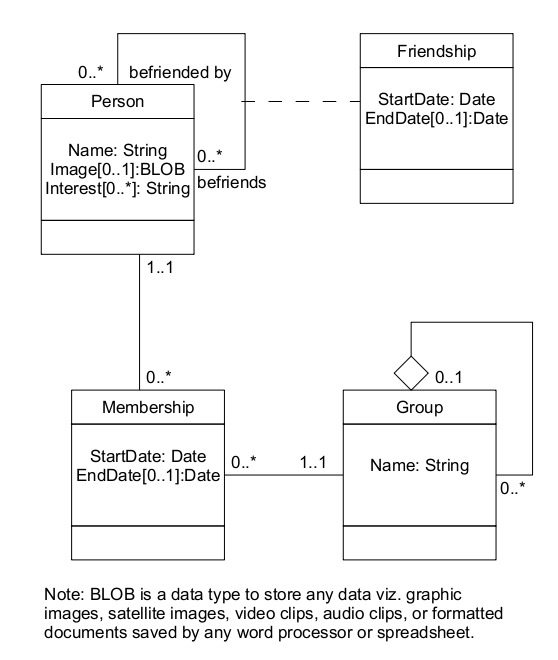 0..*
befriended by
Person
Name: String
Image[0..1]:BLOB
Interest[0..*]: String
0..*
befriends
Friendship
StartDate: Date
EndDate[0..1]:Date
1..1
0..*
Membership
StartDate: Date
EndDate[0..1]:Date
0..*
1..1
0..1
Group
Name: String
0..*
Note: BLOB is a data type to store any data viz. graphic
images, satellite images, video clips, audio clips, or formatted
documents saved by any word processor or spreadsheet.